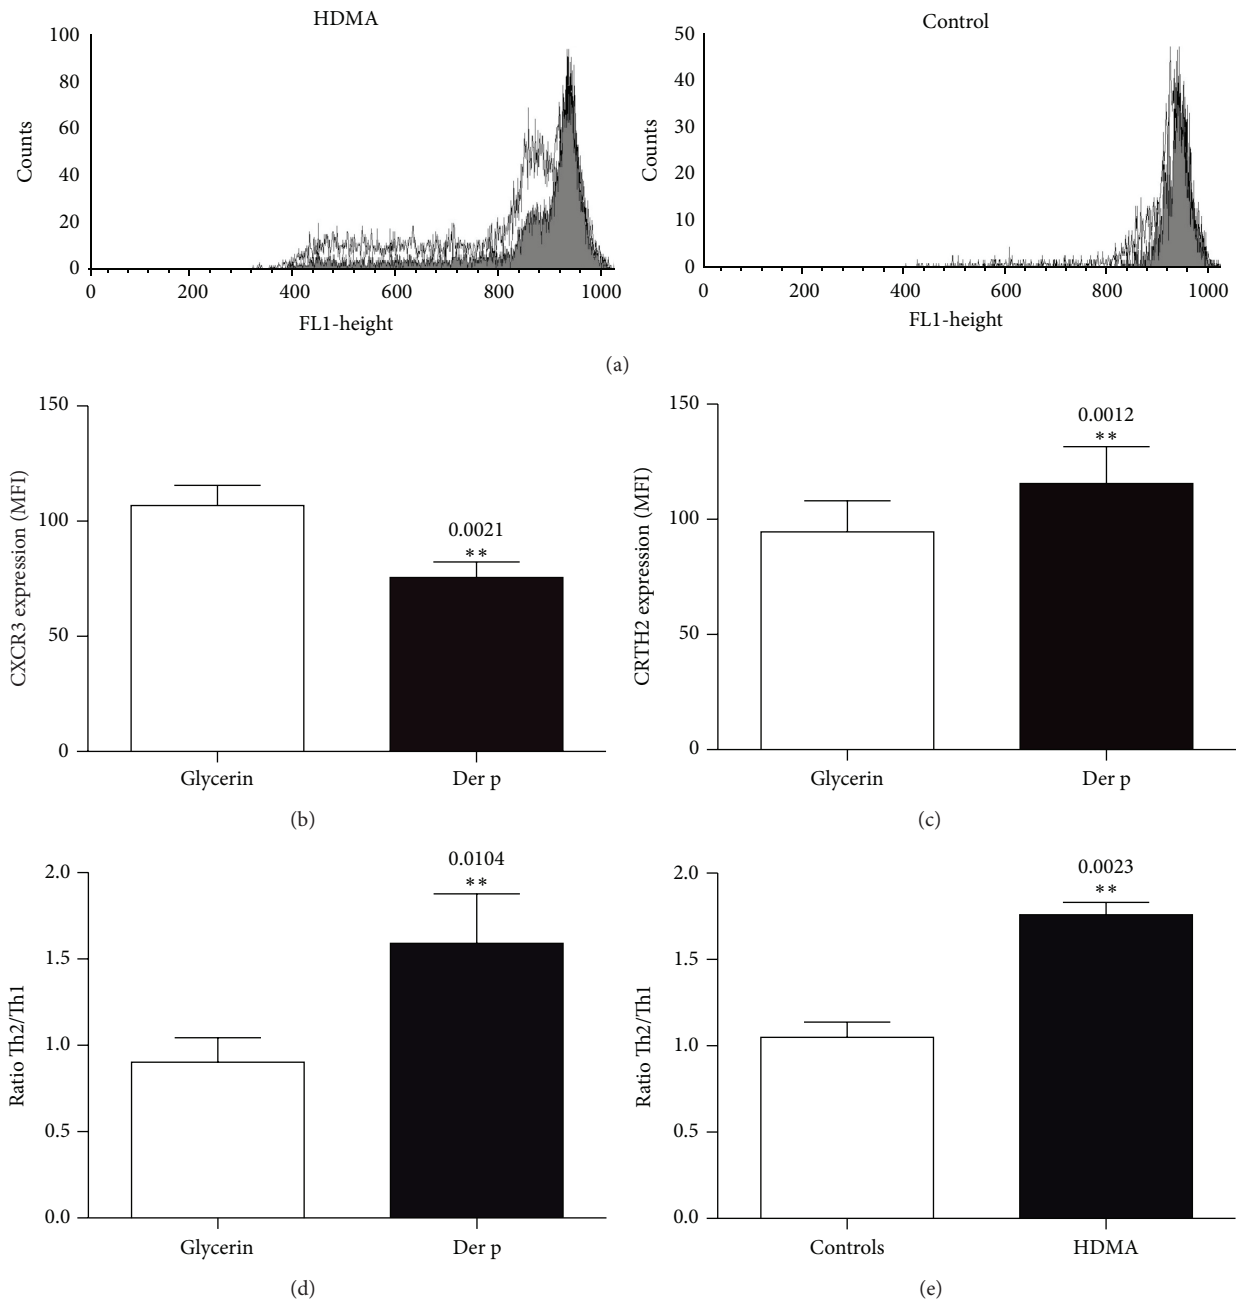 HDMA
100
80
60
40
20
0
Counts
0 200 400 600 800 1000
FL1-height
Control
50
40
30
20
10
0
Counts
0 200 400 600 800 1000
FL1-height
(a)
150
100
50
0
CXCR3 expression (MFI)
0.0021
**
Glycerin Der p
(b)
150
100
50
0
CRTH2 expression (MFI)
0.0012
**
Glycerin Der p
(c)
2.0
1.5
1.0
0.5
0.0
Ratio Th2/Th1
0.0104
**
Glycerin Der p
(d)
2.0
1.5
1.0
0.5
0.0
Ratio Th2/Th1
0.0023
**
Controls HDMA
(e)